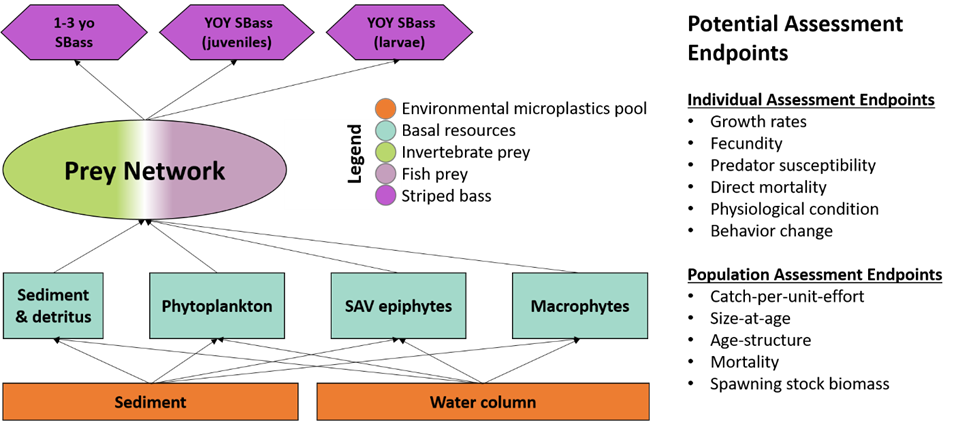 1-3 yo
SBass
YOY SBass
(juveniles)
YOY SBass
(larvae)
Prey Network
Legend
Environmental microplastics pool
Basal resources
Invertebrate prey
Fish prey
Striped bass
Sediment
& detritus
Phytoplankton
SAV epiphytes
Macrophytes
Sediment
Water column
Potential Assessment
Endpoints
Individual Assessment Endpoints
• Growth rates
• Fecundity
• Predator susceptibility
• Direct mortality
• Physiological condition
• Behavior change
Population Assessment Endpoints
• Catch-per-unit-effort
• Size-at-age
• Age-structure
• Mortality
• Spawning stock biomass